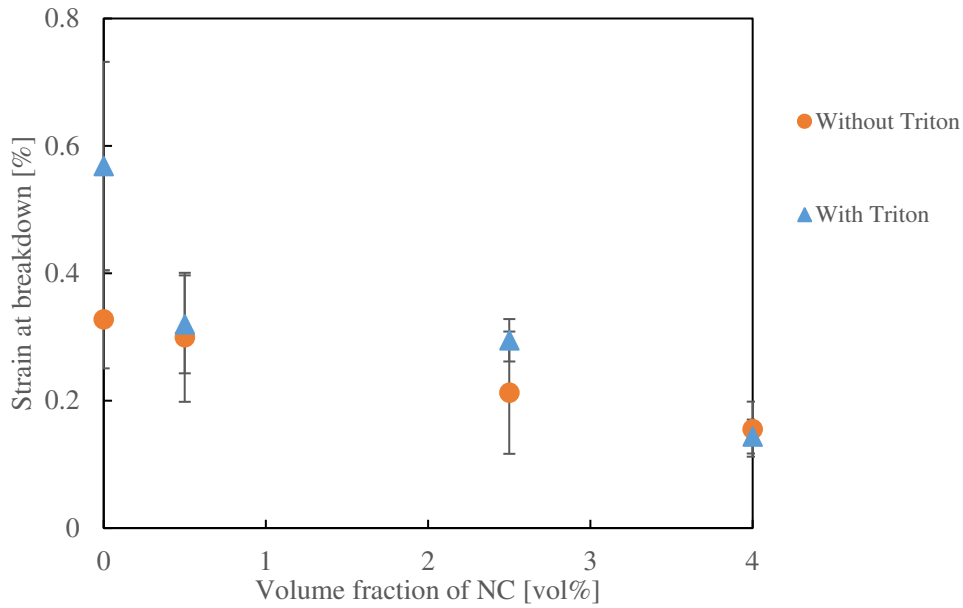 0.8
0.6
0.4
0.2
0
Strain at breakdown [%]
0
1
2
3
4
Volume fraction of NC [vol%]
Without Triton
With Triton